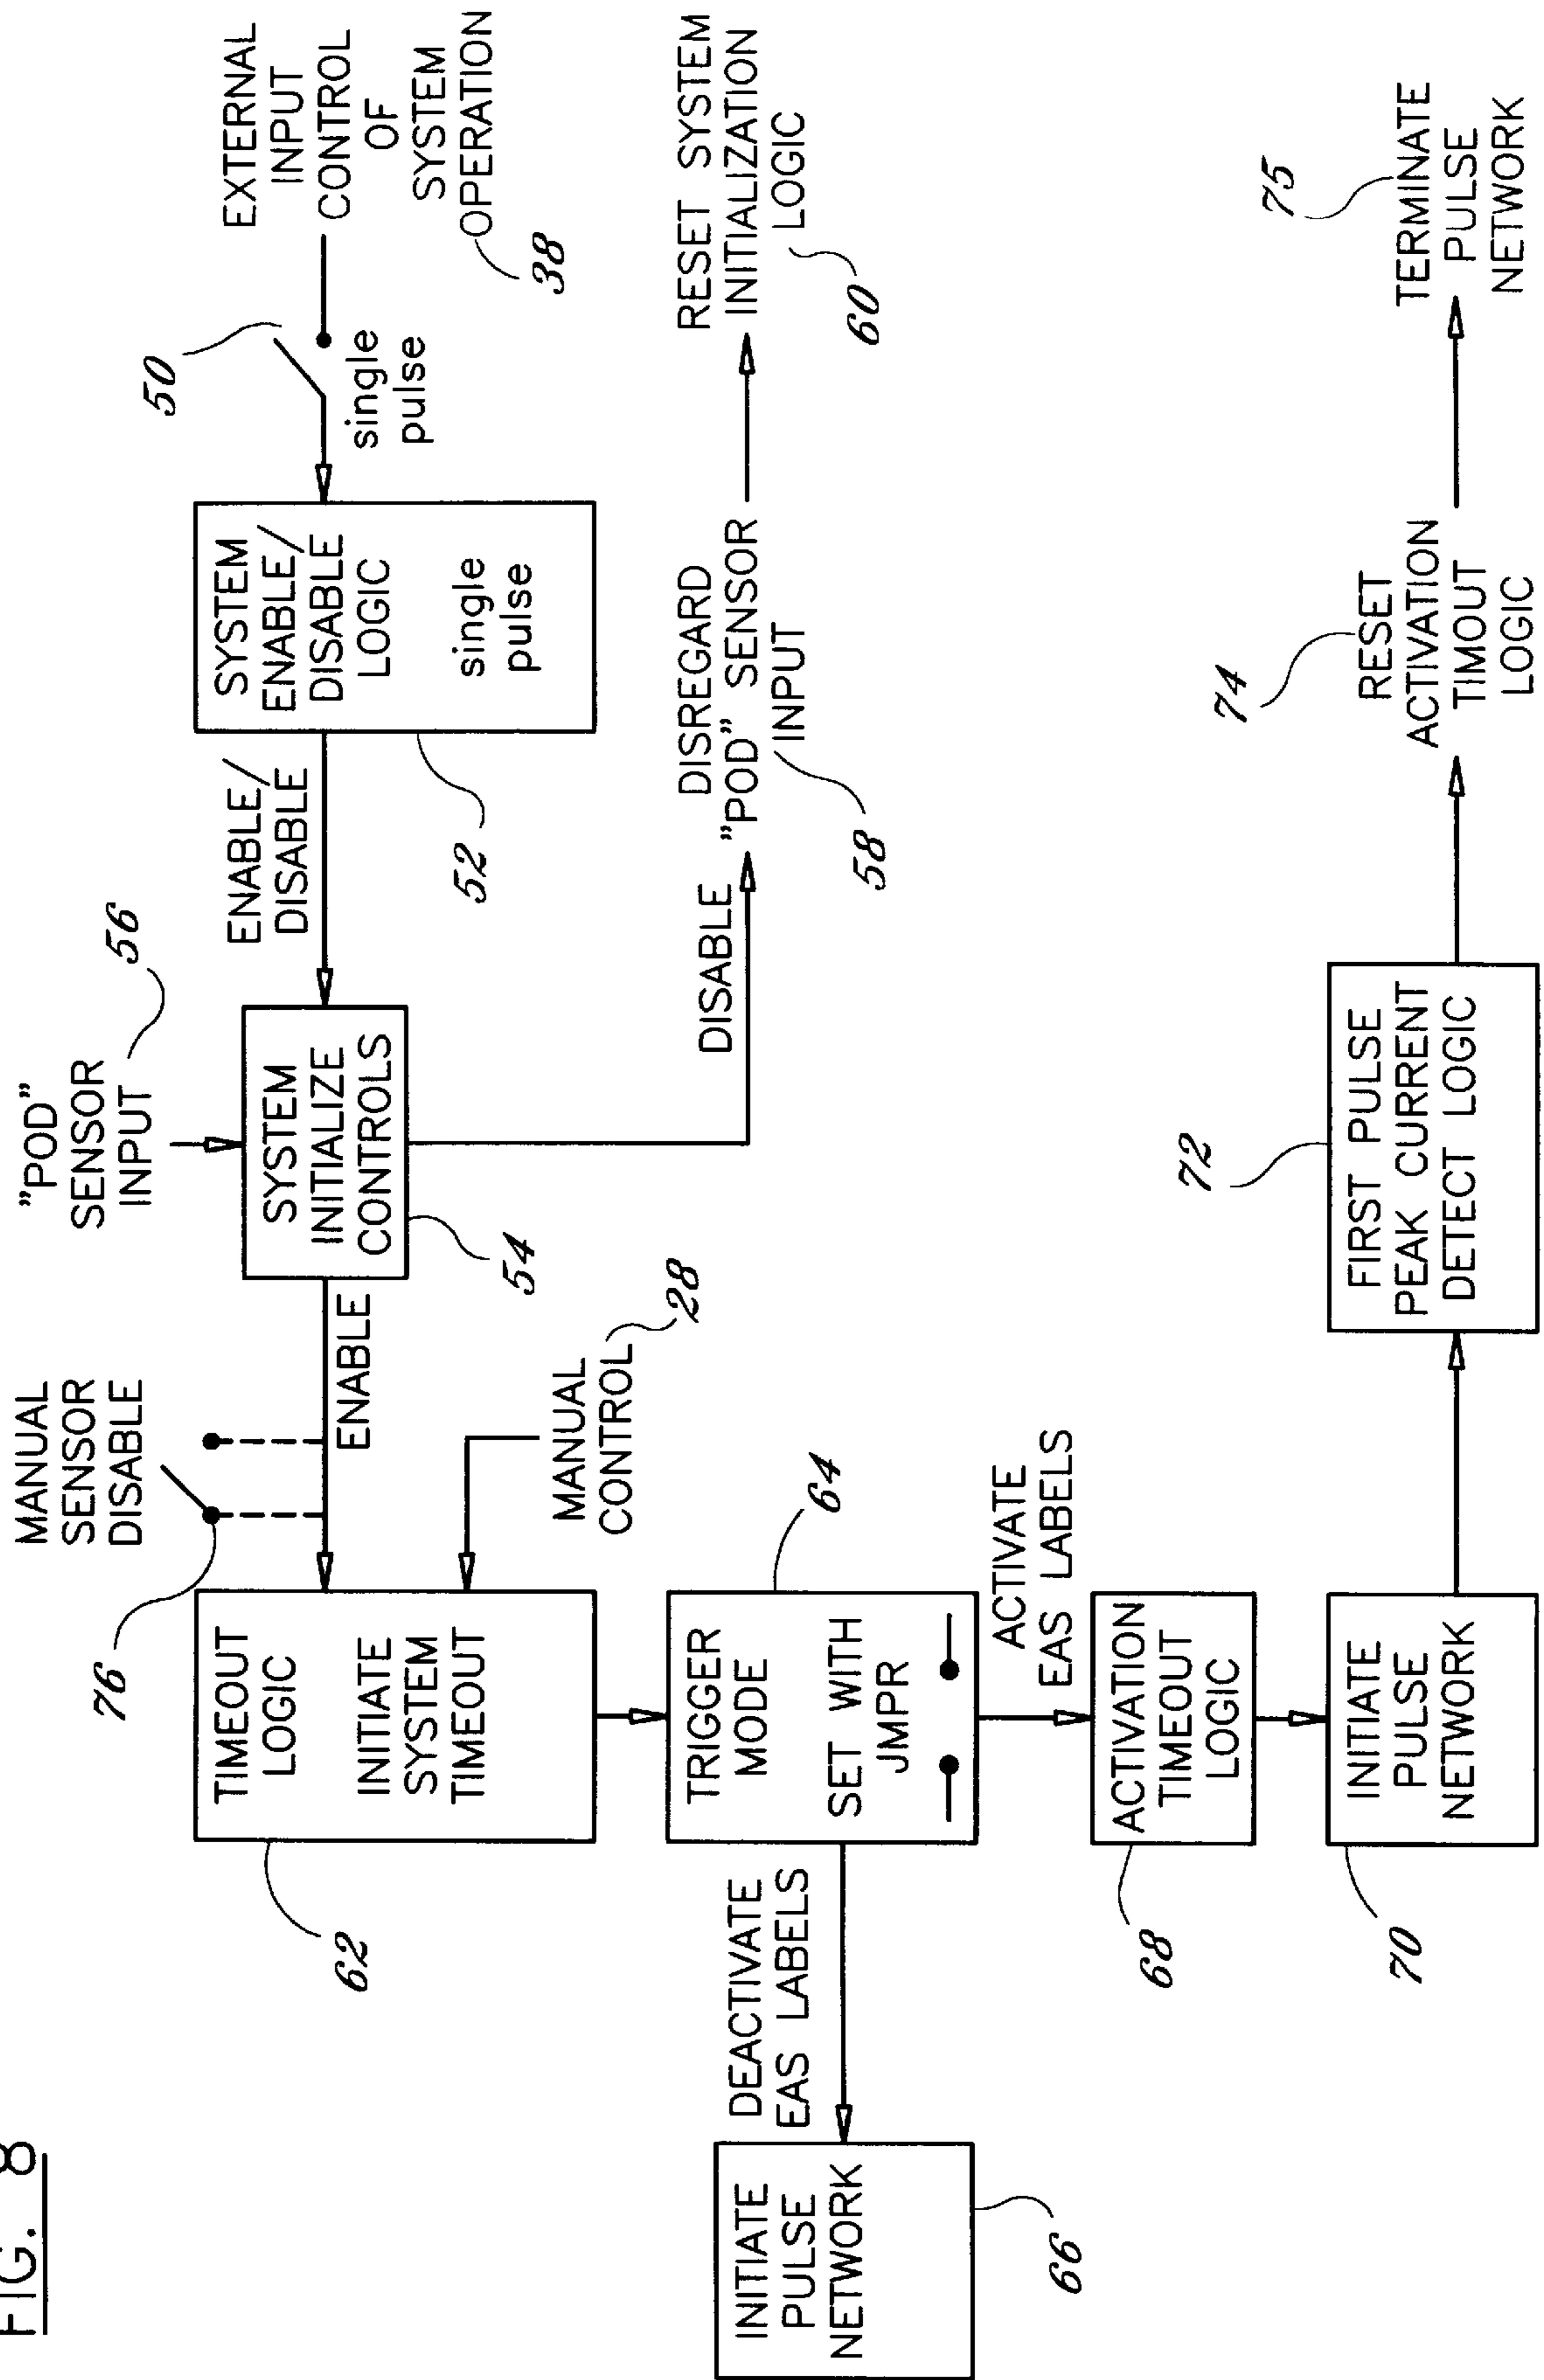 FIG. 8
MANUAL
SENSOR
DISABLE
76
"POD"
SENSOR
INPUT
56
EXTERNAL
INPUT
CONTROL
OF
SYSTEM
OPERATION
38
50
single
pulse
SYSTEM
ENABLE/
DISABLE
LOGIC
single
pulse
52
ENABLE/
DISABLE
SYSTEM
INITIALIZE
CONTROLS
54
ENABLE
TIMEOUT
LOGIC
INITIATE
SYSTEM
TIMEOUT
62
MANUAL
CONTROL
28
DISABLE
DISREGARD
"POD" SENSOR
INPUT
58
RESET SYSTEM
INITIALIZATION
LOGIC
60
TRIGGER
MODE
SET WITH
JMPR
64
DEACTIVATE
EAS LABELS
INITIATE
PULSE
NETWORK
66
ACTIVATE
EAS LABELS
ACTIVATION
TIMEOUT
LOGIC
68
INITIATE
PULSE
NETWORK
70
FIRST PULSE
PEAK CURRENT
DETECT LOGIC
72
RESET
ACTIVATION
TIMOUT
LOGIC
74
TERMINATE
PULSE
NETWORK
75